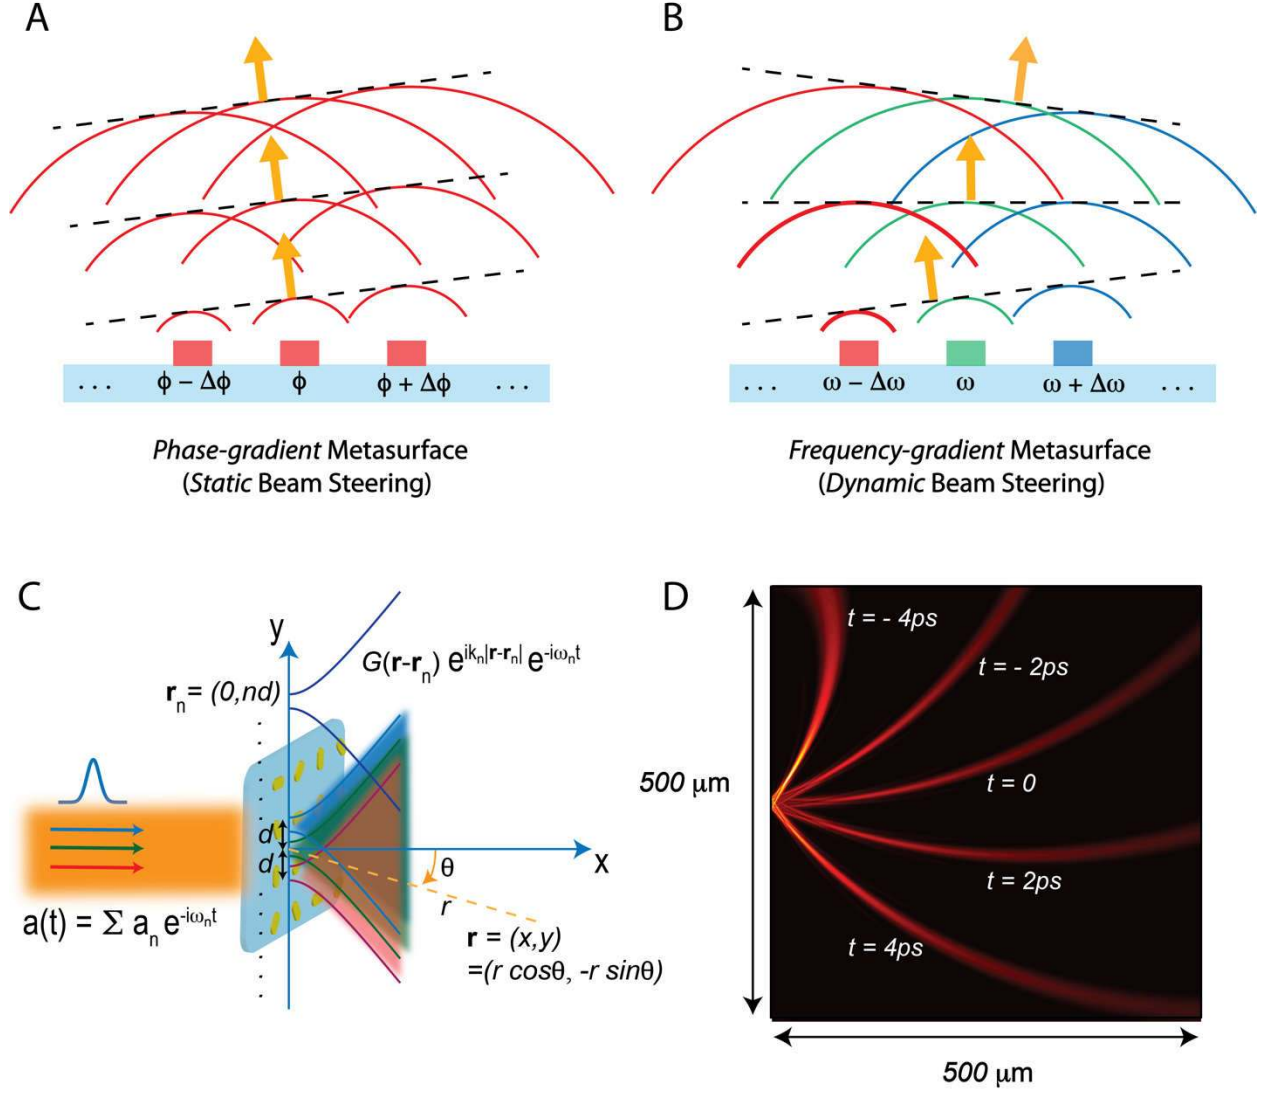 A
. . .
ϕ − Δϕ
ϕ
ϕ + Δϕ
. . .
Phase-gradient Metasurface
(Static Beam Steering)
B
. . .
ω − Δω
ω
ω + Δω
. . .
Frequency-gradient Metasurface
(Dynamic Beam Steering)
C
y
G(r-rₙ) e^{ikₙ|r-rₙ|} e^{-iωₙt}
rₙ = (0,nd)
d
d
x
θ
r
a(t) = Σ aₙ e^{-iωₙt}
r = (x,y)
=(r cosθ, -r sinθ)
D
t = - 4ps
t = - 2ps
t = 0
t = 2ps
t = 4ps
500 μm
500 μm